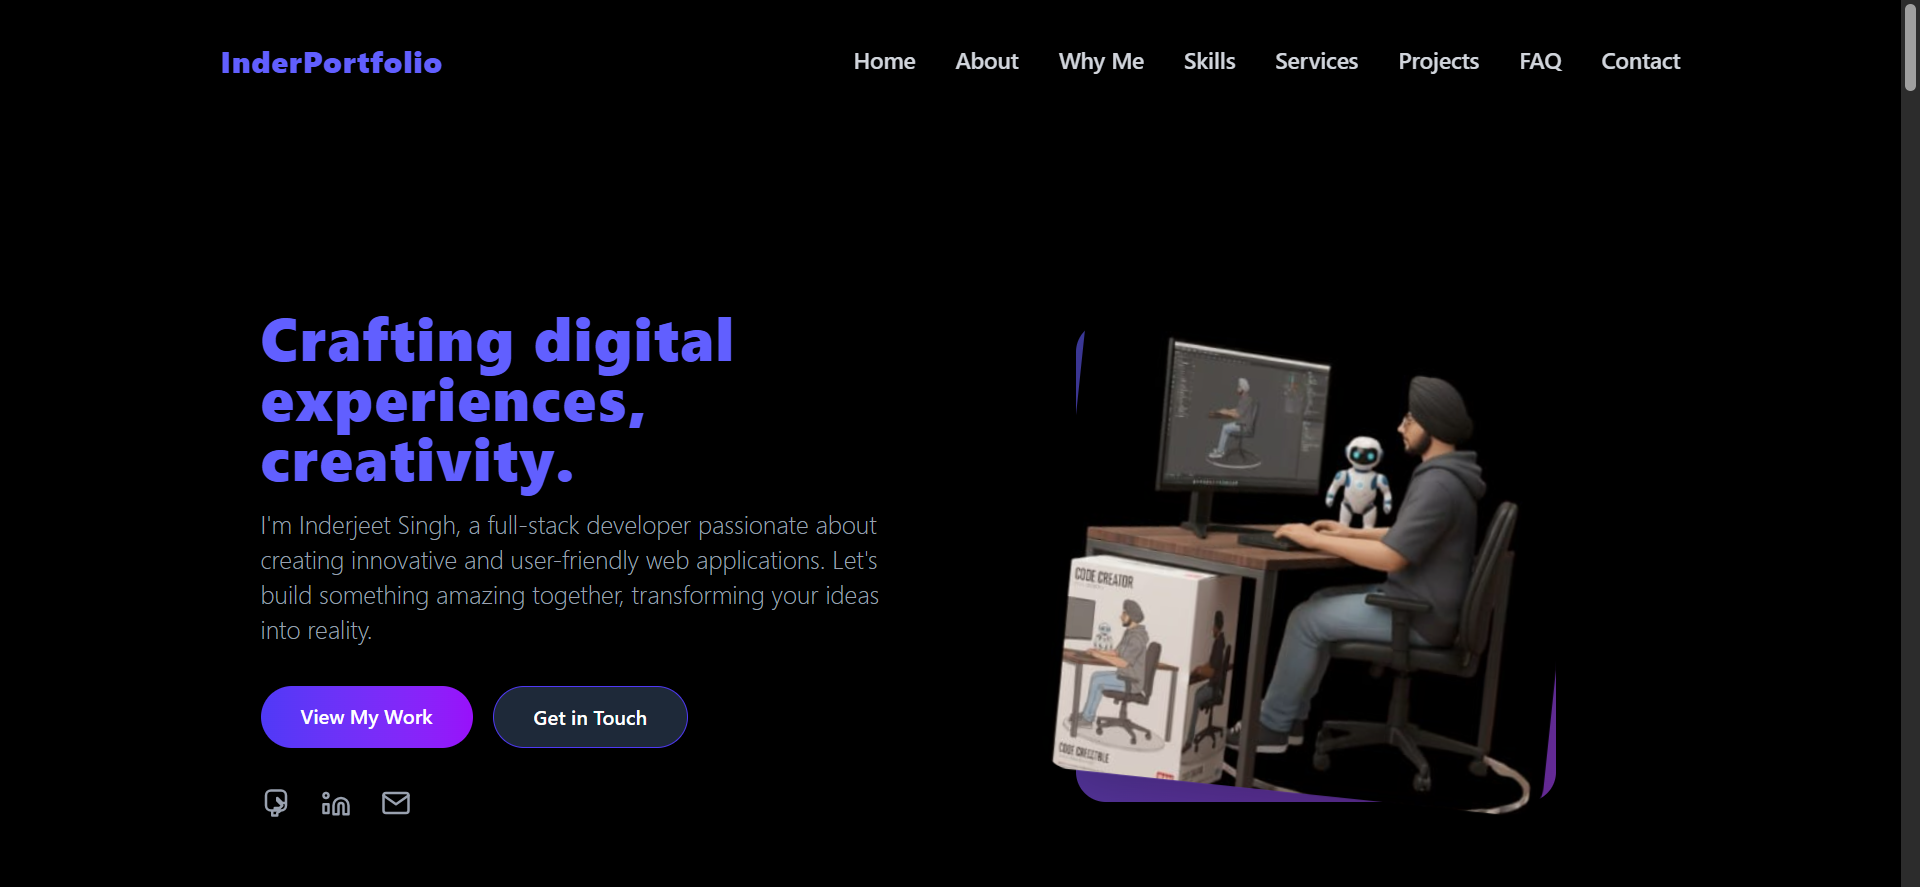 InderPortfolio
Home About Why Me Skills Services Projects FAQ Contact
Crafting digital
experiences,
creativity.
I'm Inderjeet Singh, a full-stack developer passionate about
creating innovative and user-friendly web applications. Let's
build something amazing together, transforming your ideas
into reality.
View My Work
Get in Touch
CODE CREATOR